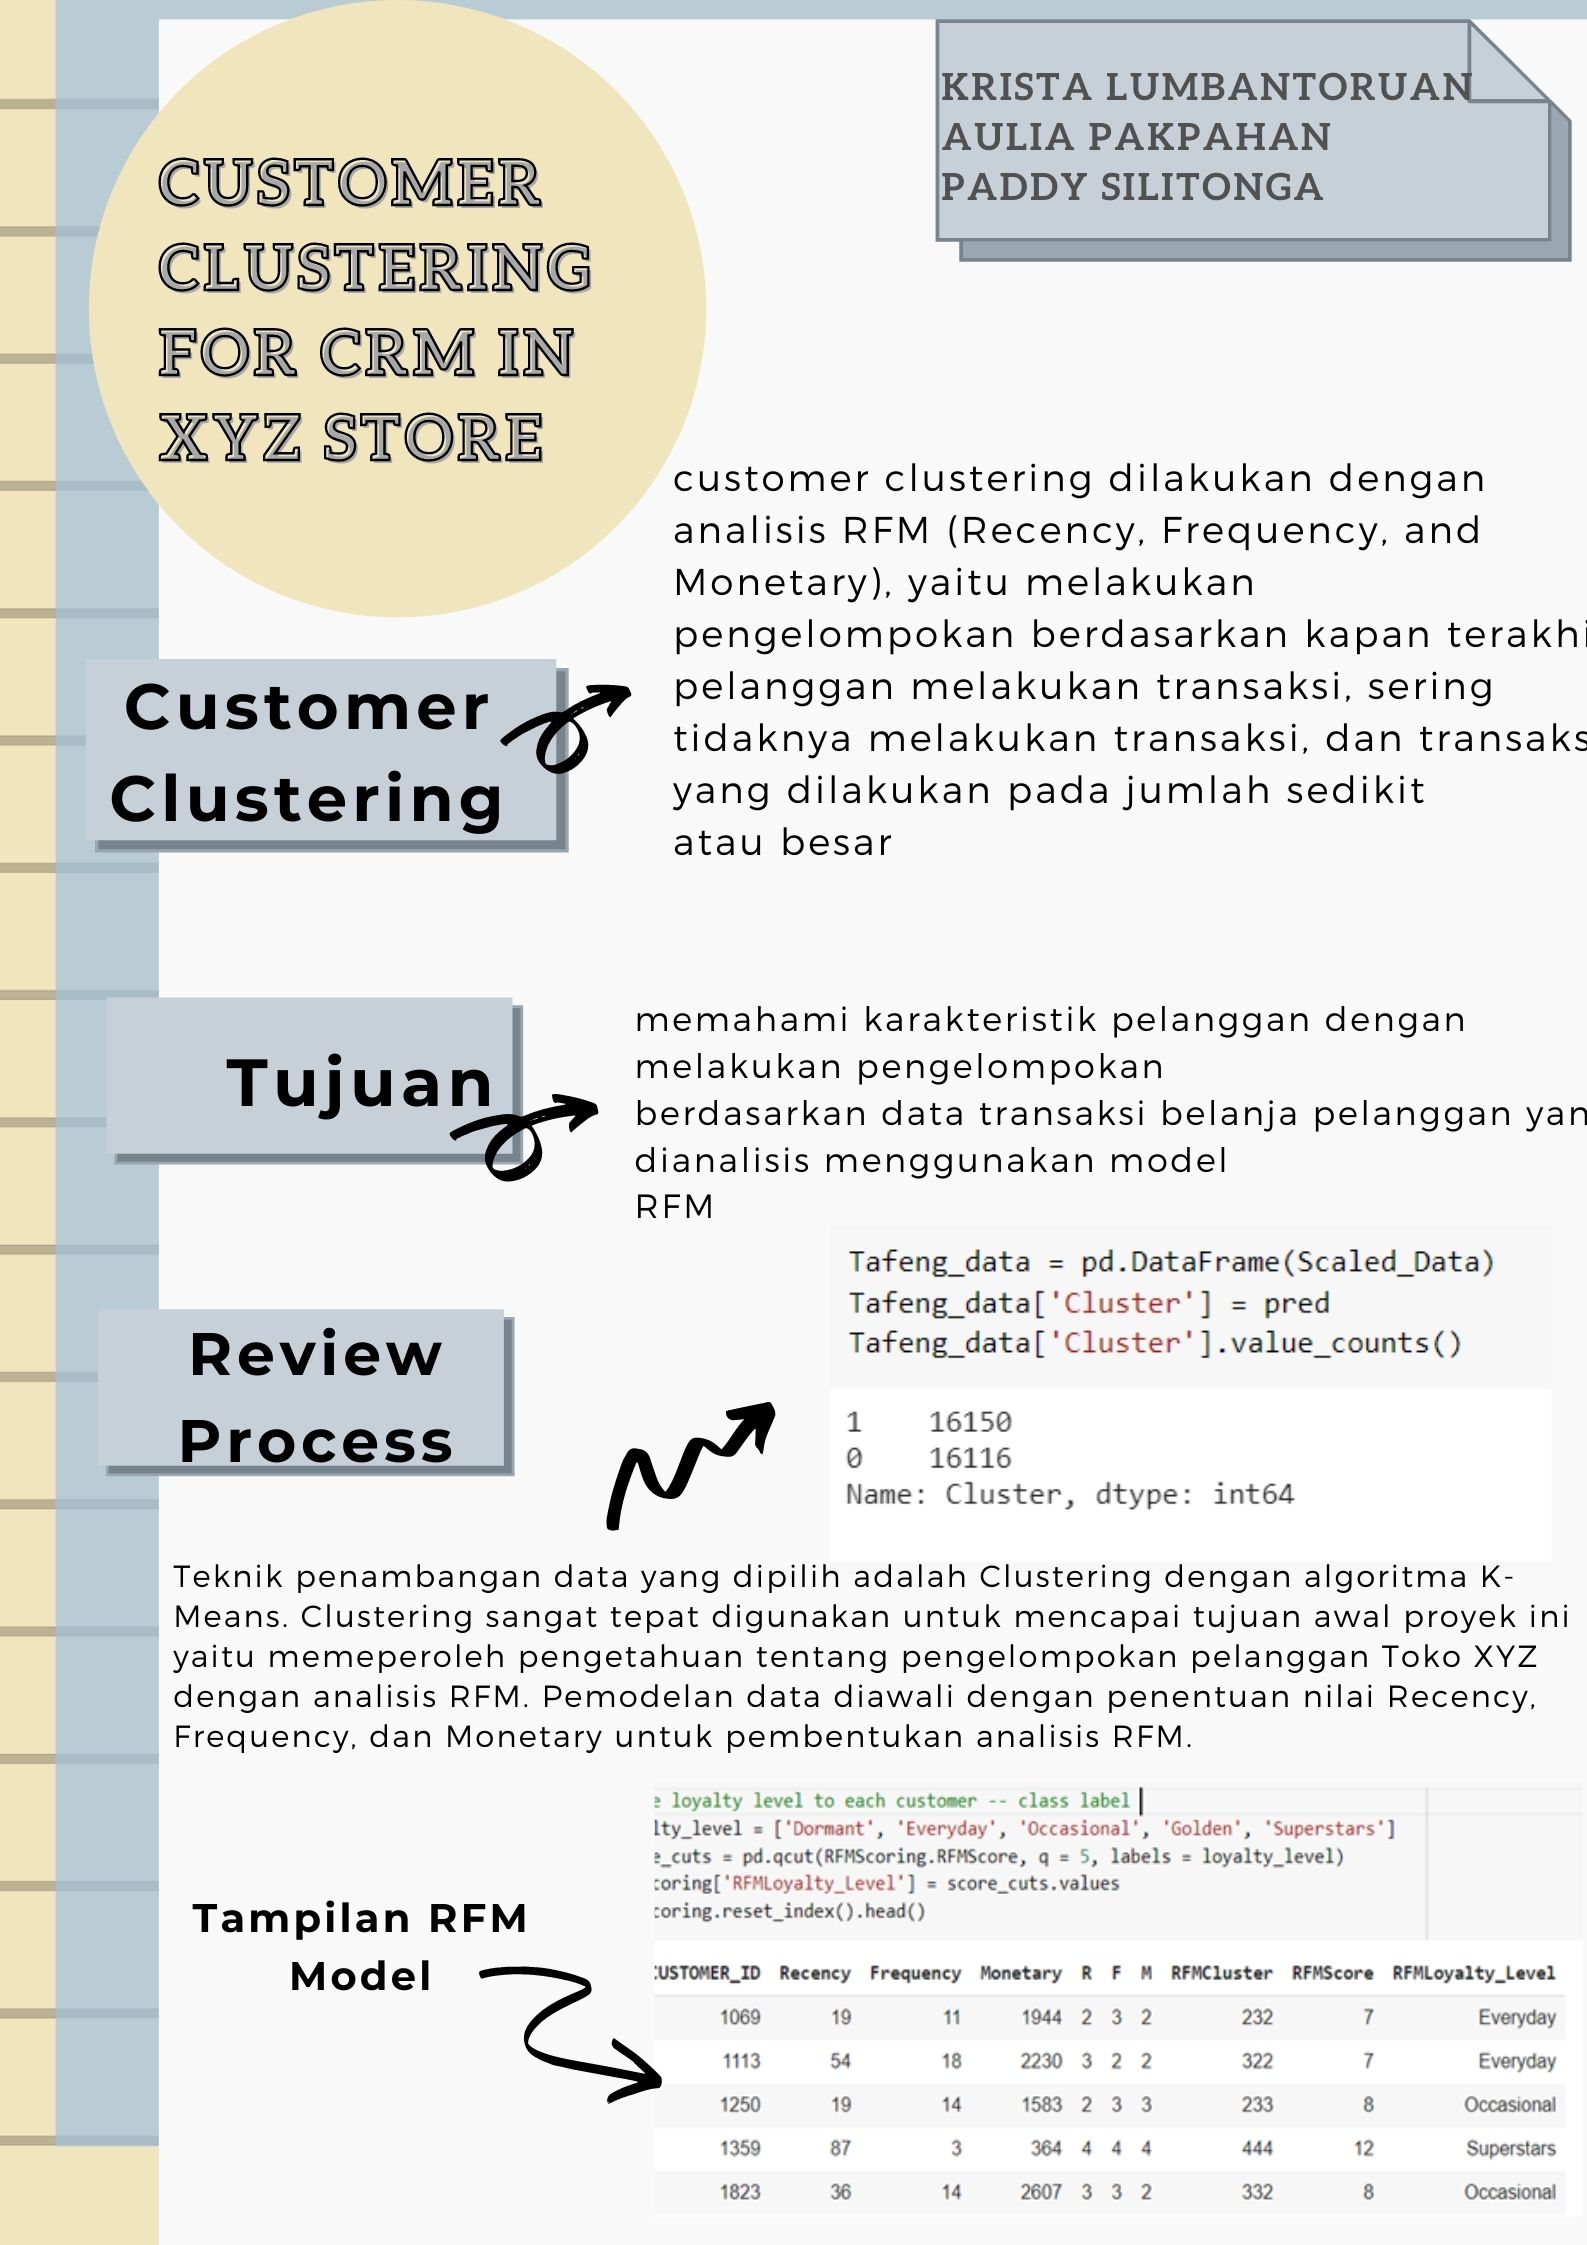 CUSTOMER
CLUSTERING
FOR CRM IN
XYZ STORE
KRISTA LUMBANTORUAN
AULIA PAKPAHAN
PADDY SILITONGA
Customer
Clustering
customer clustering dilakukan dengan
analisis RFM (Recency, Frequency, and
Monetary), yaitu melakukan
pengelompokan berdasarkan kapan terakhi
pelanggan melakukan transaksi, sering
tidaknya melakukan transaksi, dan transaks
yang dilakukan pada jumlah sedikit
atau besar
Tujuan
memahami karakteristik pelanggan dengan
melakukan pengelompokan
berdasarkan data transaksi belanja pelanggan yan
dianalisis menggunakan model
RFM
Review
Process
Tafeng_data = pd.DataFrame(Scaled_Data)
Tafeng_data['Cluster'] = pred
Tafeng_data['Cluster'].value_counts()
1 16150
0 16116
Name: Cluster, dtype: int64
Teknik penambangan data yang dipilih adalah Clustering dengan algoritma K-
Means. Clustering sangat tepat digunakan untuk mencapai tujuan awal proyek ini
yaitu memeperoleh pengetahuan tentang pengelompokan pelanggan Toko XYZ
dengan analisis RFM. Pemodelan data diawali dengan penentuan nilai Recency,
Frequency, dan Monetary untuk pembentukan analisis RFM.
Tampilan RFM
Model
e loyalty level to each customer -- class label
lty_level = ['Dormant', 'Everyday', 'Occasional', 'Golden', 'Superstars']
e_cuts = pd.qcut(RFMScoring.RFMScore, q = 5, labels = loyalty_level)
coring['RFMLoyalty_Level'] = score_cuts.values
coring.reset_index().head()
CUSTOMER_ID Recency Frequency Monetary R F M RFMCluster RFMScore RFMLoyalty_Level
1069 19 11 1944 2 3 2 232 7 Everyday
1113 54 18 2230 3 2 2 322 7 Everyday
1250 19 14 1583 2 3 3 233 8 Occasional
1359 87 3 364 4 4 4 444 12 Superstars
1823 36 14 2607 3 3 2 332 8 Occasional